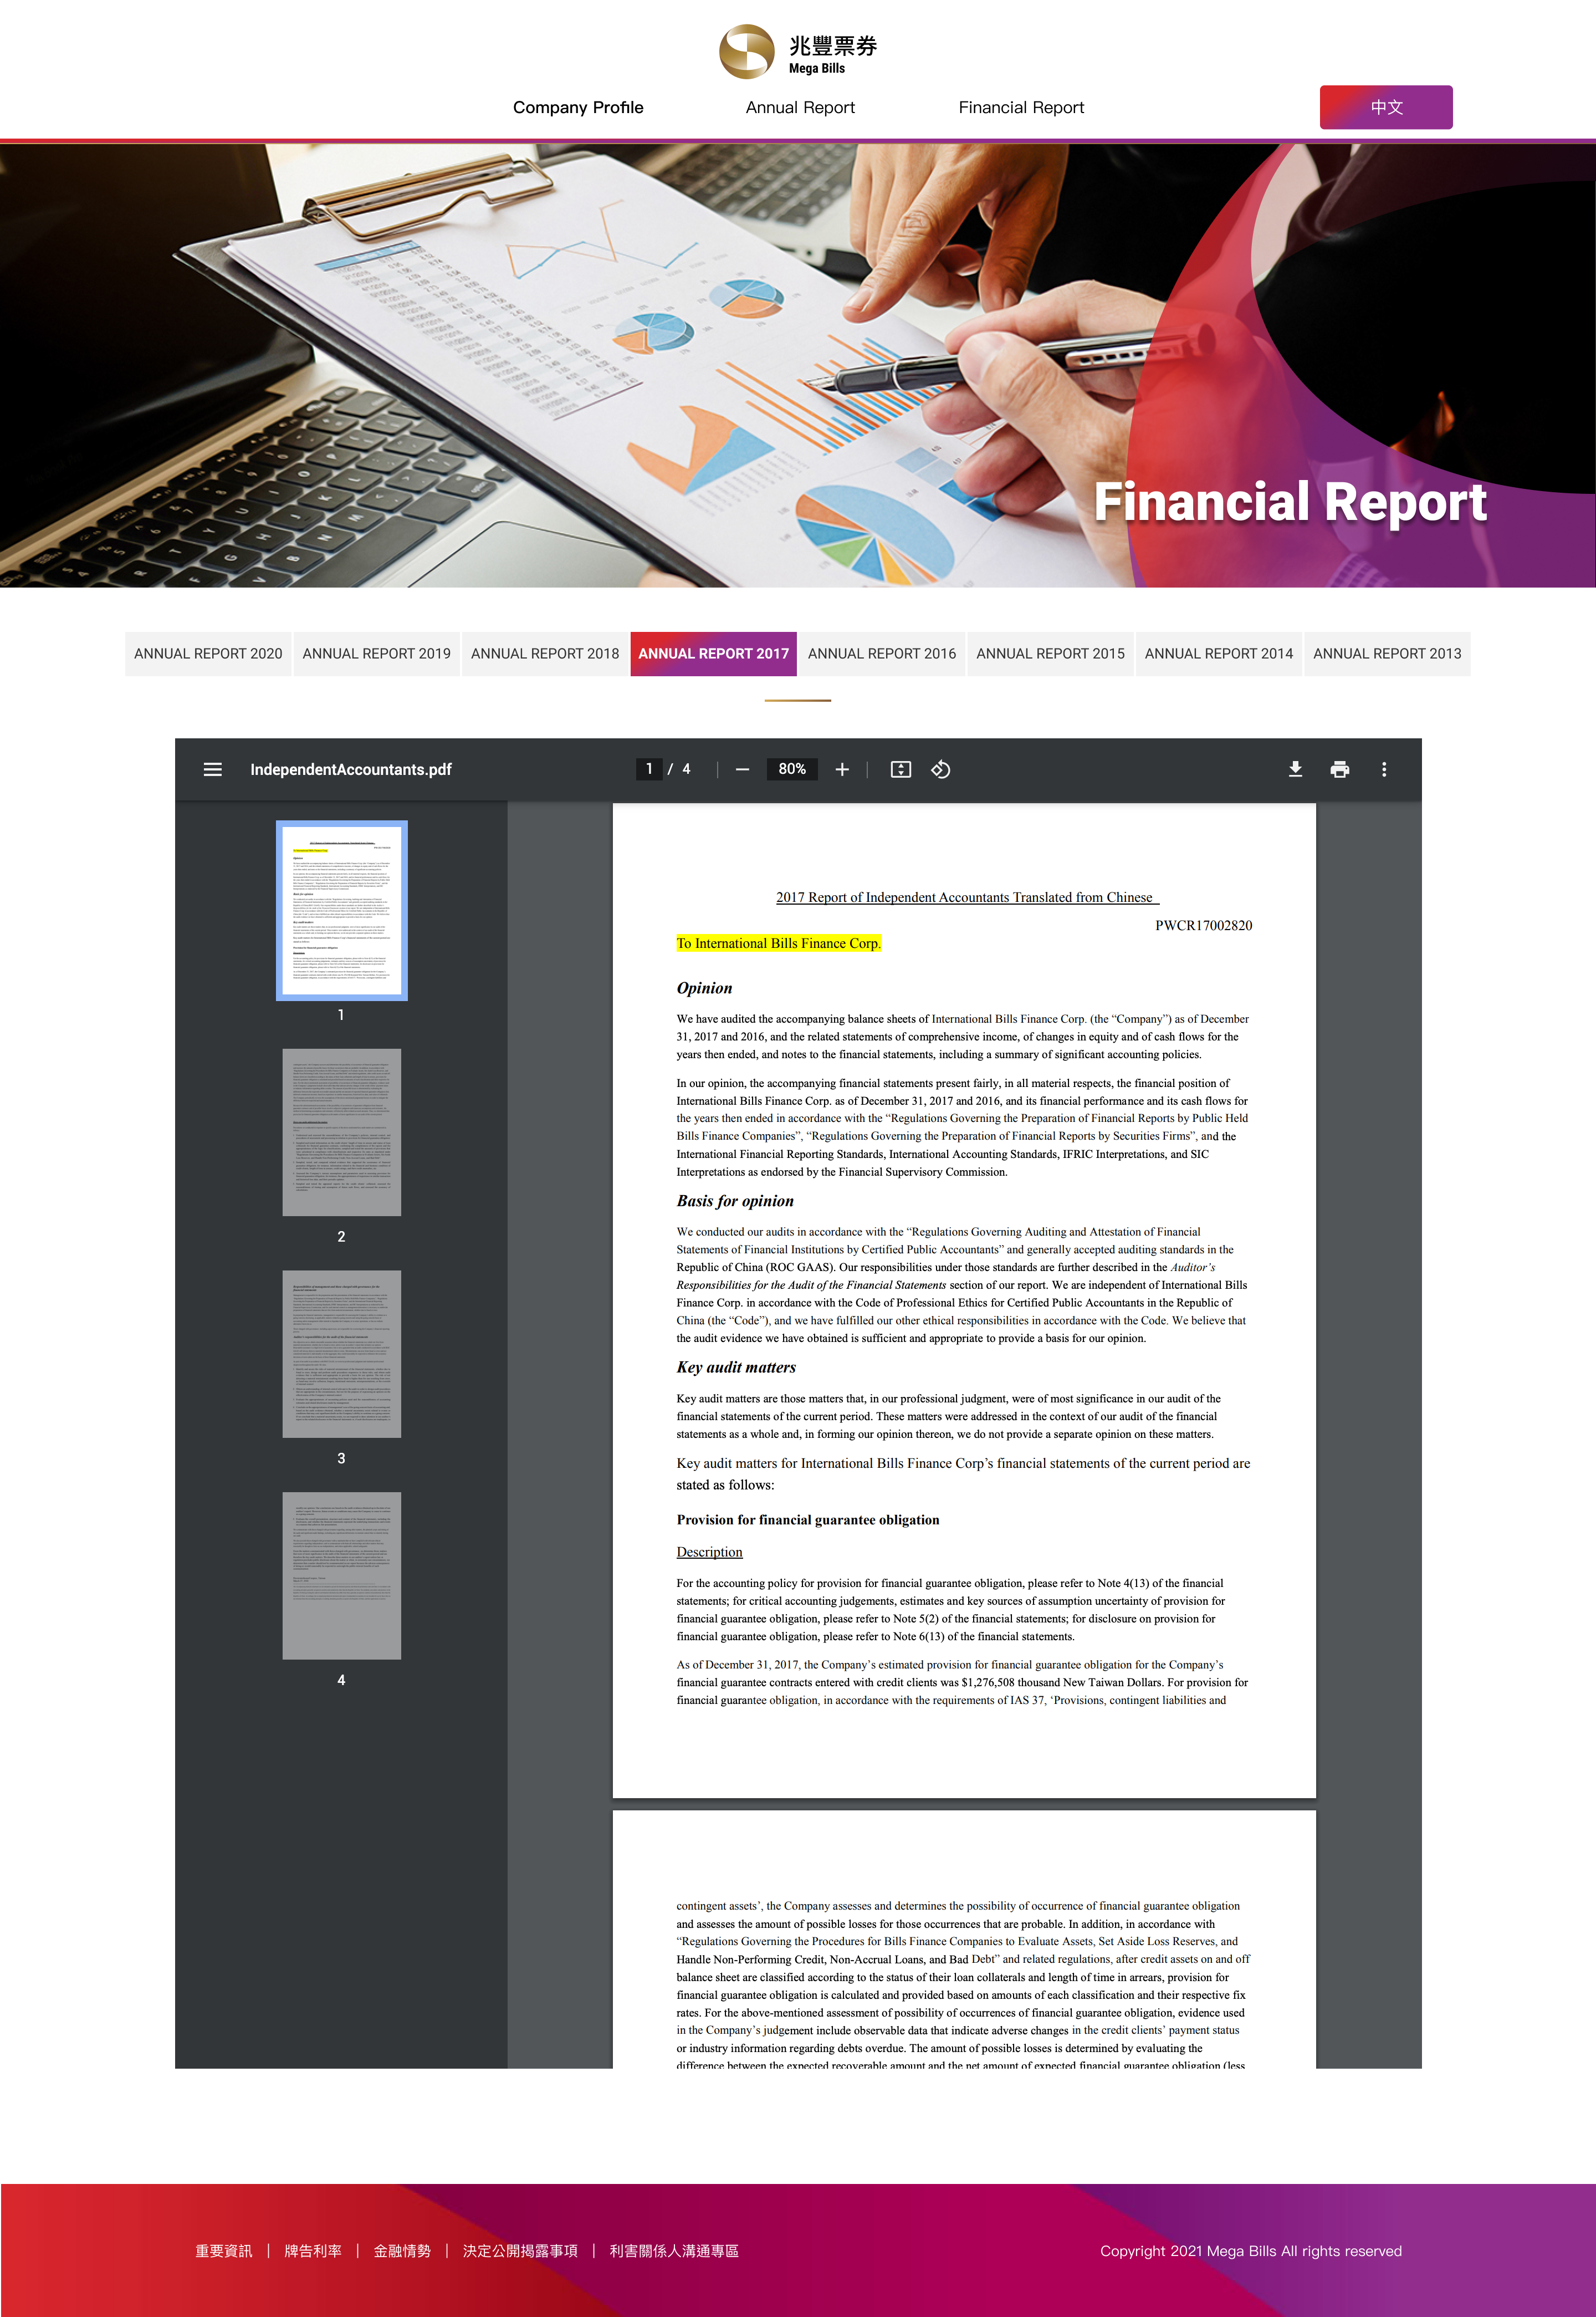 兆豐票券
Mega Bills
Company Profile
Annual Report
Financial Report
中文
Financial Report
ANNUAL REPORT 2020
ANNUAL REPORT 2019
ANNUAL REPORT 2018
ANNUAL REPORT 2017
ANNUAL REPORT 2016
ANNUAL REPORT 2015
ANNUAL REPORT 2014
ANNUAL REPORT 2013
IndependentAccountants.pdf
1 / 4
80%
1
2
3
4
2017 Report of Independent Accountants Translated from Chinese
PWCR17002820
To International Bills Finance Corp.
Opinion
We have audited the accompanying balance sheets of International Bills Finance Corp. (the “Company”) as of December
31, 2017 and 2016, and the related statements of comprehensive income, of changes in equity and of cash flows for the
years then ended, and notes to the financial statements, including a summary of significant accounting policies.
In our opinion, the accompanying financial statements present fairly, in all material respects, the financial position of
International Bills Finance Corp. as of December 31, 2017 and 2016, and its financial performance and its cash flows for
the years then ended in accordance with the “Regulations Governing the Preparation of Financial Reports by Public Held
Bills Finance Companies”, “Regulations Governing the Preparation of Financial Reports by Securities Firms”, and the
International Financial Reporting Standards, International Accounting Standards, IFRIC Interpretations, and SIC
Interpretations as endorsed by the Financial Supervisory Commission.
Basis for opinion
We conducted our audits in accordance with the “Regulations Governing Auditing and Attestation of Financial
Statements of Financial Institutions by Certified Public Accountants” and generally accepted auditing standards in the
Republic of China (ROC GAAS). Our responsibilities under those standards are further described in the Auditor’s
Responsibilities for the Audit of the Financial Statements section of our report. We are independent of International Bills
Finance Corp. in accordance with the Code of Professional Ethics for Certified Public Accountants in the Republic of
China (the “Code”), and we have fulfilled our other ethical responsibilities in accordance with the Code. We believe that
the audit evidence we have obtained is sufficient and appropriate to provide a basis for our opinion.
Key audit matters
Key audit matters are those matters that, in our professional judgment, were of most significance in our audit of the
financial statements of the current period. These matters were addressed in the context of our audit of the financial
statements as a whole and, in forming our opinion thereon, we do not provide a separate opinion on these matters.
Key audit matters for International Bills Finance Corp’s financial statements of the current period are
stated as follows:
Provision for financial guarantee obligation
Description
For the accounting policy for provision for financial guarantee obligation, please refer to Note 4(13) of the financial
statements; for critical accounting judgements, estimates and key sources of assumption uncertainty of provision for
financial guarantee obligation, please refer to Note 5(2) of the financial statements; for disclosure on provision for
financial guarantee obligation, please refer to Note 6(13) of the financial statements.
As of December 31, 2017, the Company’s estimated provision for financial guarantee obligation for the Company’s
financial guarantee contracts entered with credit clients was $1,276,508 thousand New Taiwan Dollars. For provision for
financial guarantee obligation, in accordance with the requirements of IAS 37, ‘Provisions, contingent liabilities and
contingent assets’, the Company assesses and determines the possibility of occurrence of financial guarantee obligation
and assesses the amount of possible losses for those occurrences that are probable. In addition, in accordance with
“Regulations Governing the Procedures for Bills Finance Companies to Evaluate Assets, Set Aside Loss Reserves, and
Handle Non-Performing Credit, Non-Accrual Loans, and Bad Debt” and related regulations, after credit assets on and off
balance sheet are classified according to the status of their loan collaterals and length of time in arrears, provision for
financial guarantee obligation is calculated and provided based on amounts of each classification and their respective fix
rates. For the above-mentioned assessment of possibility of occurrences of financial guarantee obligation, evidence used
in the Company’s judgement include observable data that indicate adverse changes in the credit clients’ payment status
or industry information regarding debts overdue. The amount of possible losses is determined by evaluating the
difference between the expected recoverable amount and the net amount of expected financial guarantee obligation (less
重要資訊 | 牌告利率 | 金融情勢 | 決定公開揭露事項 | 利害關係人溝通專區
Copyright 2021 Mega Bills All rights reserved